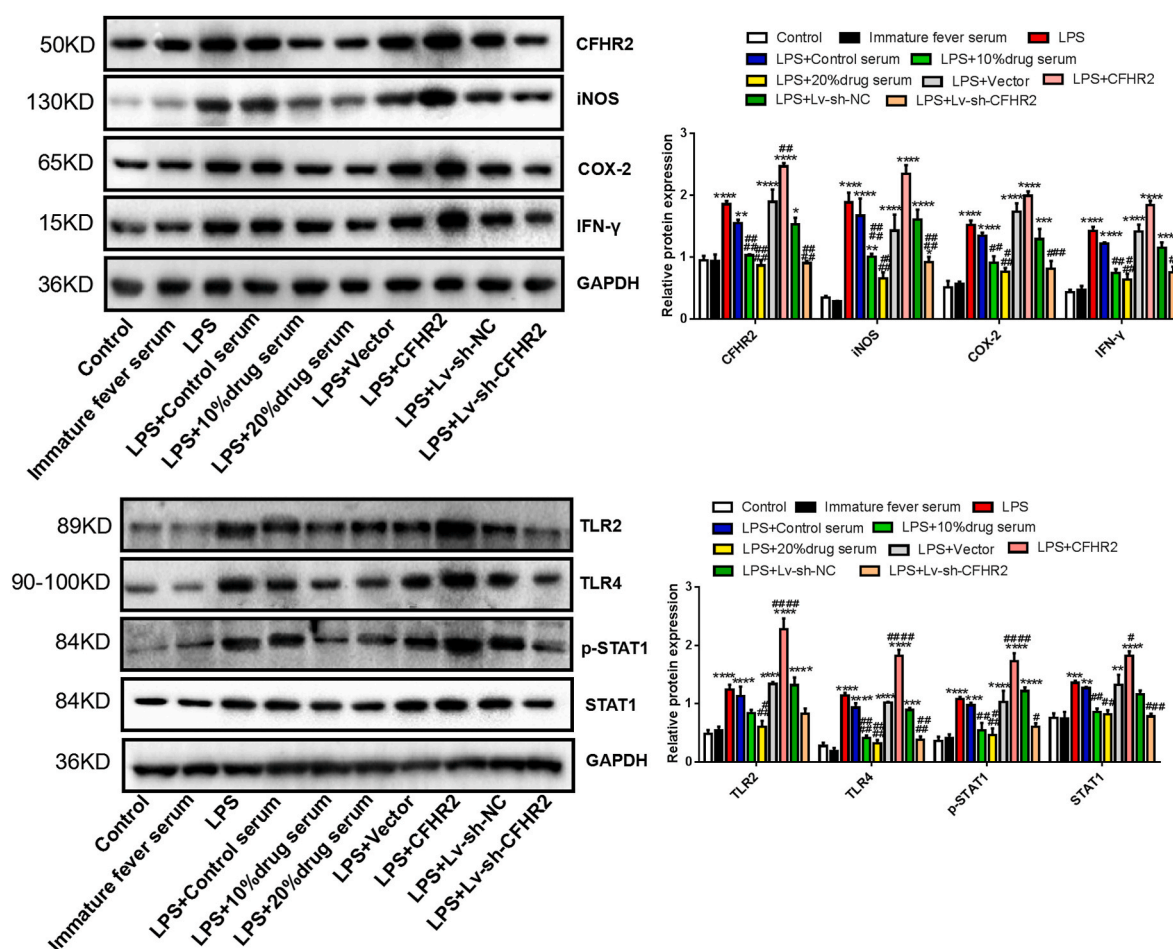 50KD CFHR2
130KD iNOS
65KD COX-2
15KD IFN-γ
36KD GAPDH
Control
Immature fever serum
LPS
LPS+Control serum
LPS+10%drug serum
LPS+20%drug serum
LPS+Vector
LPS+CFHR2
LPS+Lv-sh-NC
LPS+Lv-sh-CFHR2
Control Immature fever serum LPS
LPS+Control serum LPS+10%drug serum
LPS+20%drug serum LPS+Vector LPS+CFHR2
LPS+Lv-sh-NC LPS+Lv-sh-CFHR2
Relative protein expression
3
2
1
0
CFHR2 iNOS COX-2 IFN-γ
89KD TLR2
90-100KD TLR4
84KD p-STAT1
84KD STAT1
36KD GAPDH
Control
Immature fever serum
LPS
LPS+Control serum
LPS+10%drug serum
LPS+20%drug serum
LPS+Vector
LPS+CFHR2
LPS+Lv-sh-NC
LPS+Lv-sh-CFHR2
Control Immature fever serum LPS
LPS+Control serum LPS+10%drug serum
LPS+20%drug serum LPS+Vector LPS+CFHR2
LPS+Lv-sh-NC LPS+Lv-sh-CFHR2
Relative protein expression
3
2
1
0
TLR2 TLR4 p-STAT1 STAT1